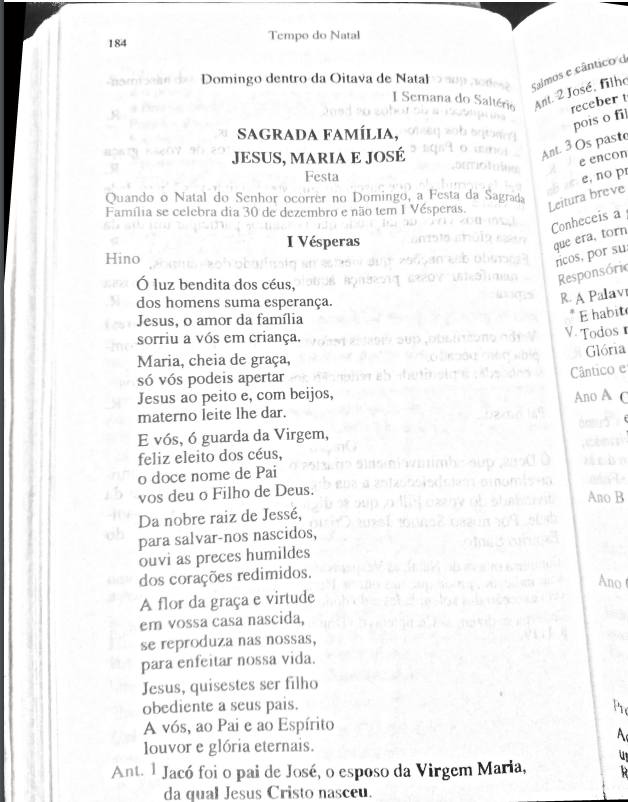 184
Tempo do Natal
Domingo dentro da Oitava de Natal
I Semana do Saltério
SAGRADA FAMÍLIA,
JESUS, MARIA E JOSÉ
Festa
Quando o Natal do Senhor ocorrer no Domingo, a Festa da Sagrada
Família se celebra dia 30 de dezembro e não tem I Vésperas.
I Vésperas
Hino
Ó luz bendita dos céus,
dos homens suma esperança.
Jesus, o amor da família
sorriu a vós em criança.
Maria, cheia de graça,
só vós podeis apertar
Jesus ao peito e, com beijos,
materno leite lhe dar.
E vós, ó guarda da Virgem,
feliz eleito dos céus,
o doce nome de Pai
vos deu o Filho de Deus.
Da nobre raiz de Jessé,
para salvar-nos nascidos,
ouvi as preces humildes
dos corações redimidos.
A flor da graça e virtude
em vossa casa nascida,
se reproduza nas nossas,
para enfeitar nossa vida.
Jesus, quisestes ser filho
obediente a seus pais.
A vós, ao Pai e ao Espírito
louvor e glória eternais.
Ant. 1 Jacó foi o pai de José, o esposo da Virgem Maria,
da qual Jesus Cristo nasceu.
Salmos e cântico
Ant. 2 José, filho
receber
pois o
Ant. 3 Os
e
e, no
Leitura breve
Conheceis a
que era,
ricos, por
R. A
* E
V. Todos
Glória
Cântico
Ano A
Ano B
Ano